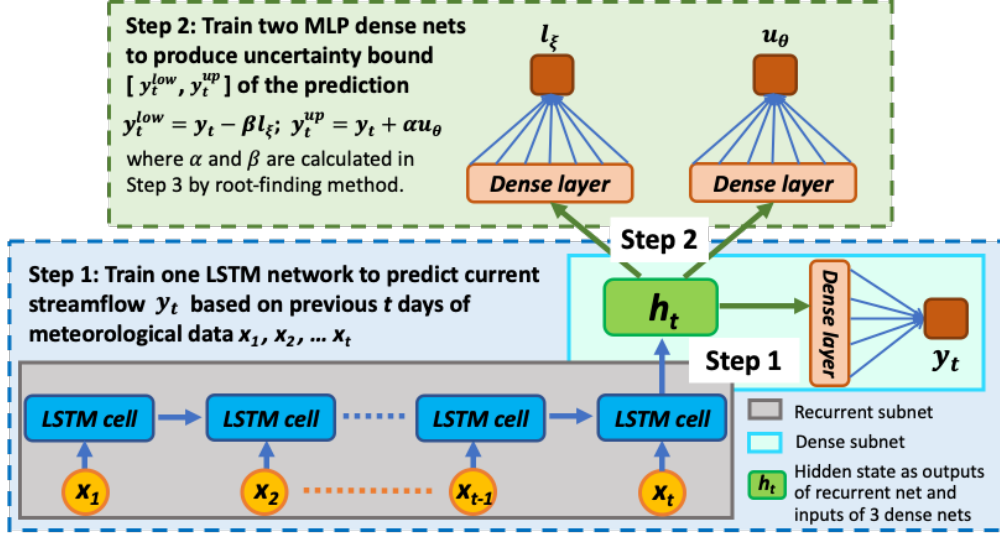 Step 2: Train two MLP dense nets
to produce uncertainty bound
[ y_t^{low}, y_t^{up} ] of the prediction
y_t^{low} = y_t − βl_ξ; y_t^{up} = y_t + αu_θ
where α and β are calculated in
Step 3 by root-finding method.
l_ξ
u_θ
Dense layer
Dense layer
Step 2
Step 1: Train one LSTM network to predict current
streamflow y_t based on previous t days of
meteorological data x_1, x_2, ... x_t
h_t
Dense layer
y_t
Step 1
LSTM cell
LSTM cell
LSTM cell
LSTM cell
x_1
x_2
x_{t-1}
x_t
Recurrent subnet
Dense subnet
h_t
Hidden state as outputs
of recurrent net and
inputs of 3 dense nets